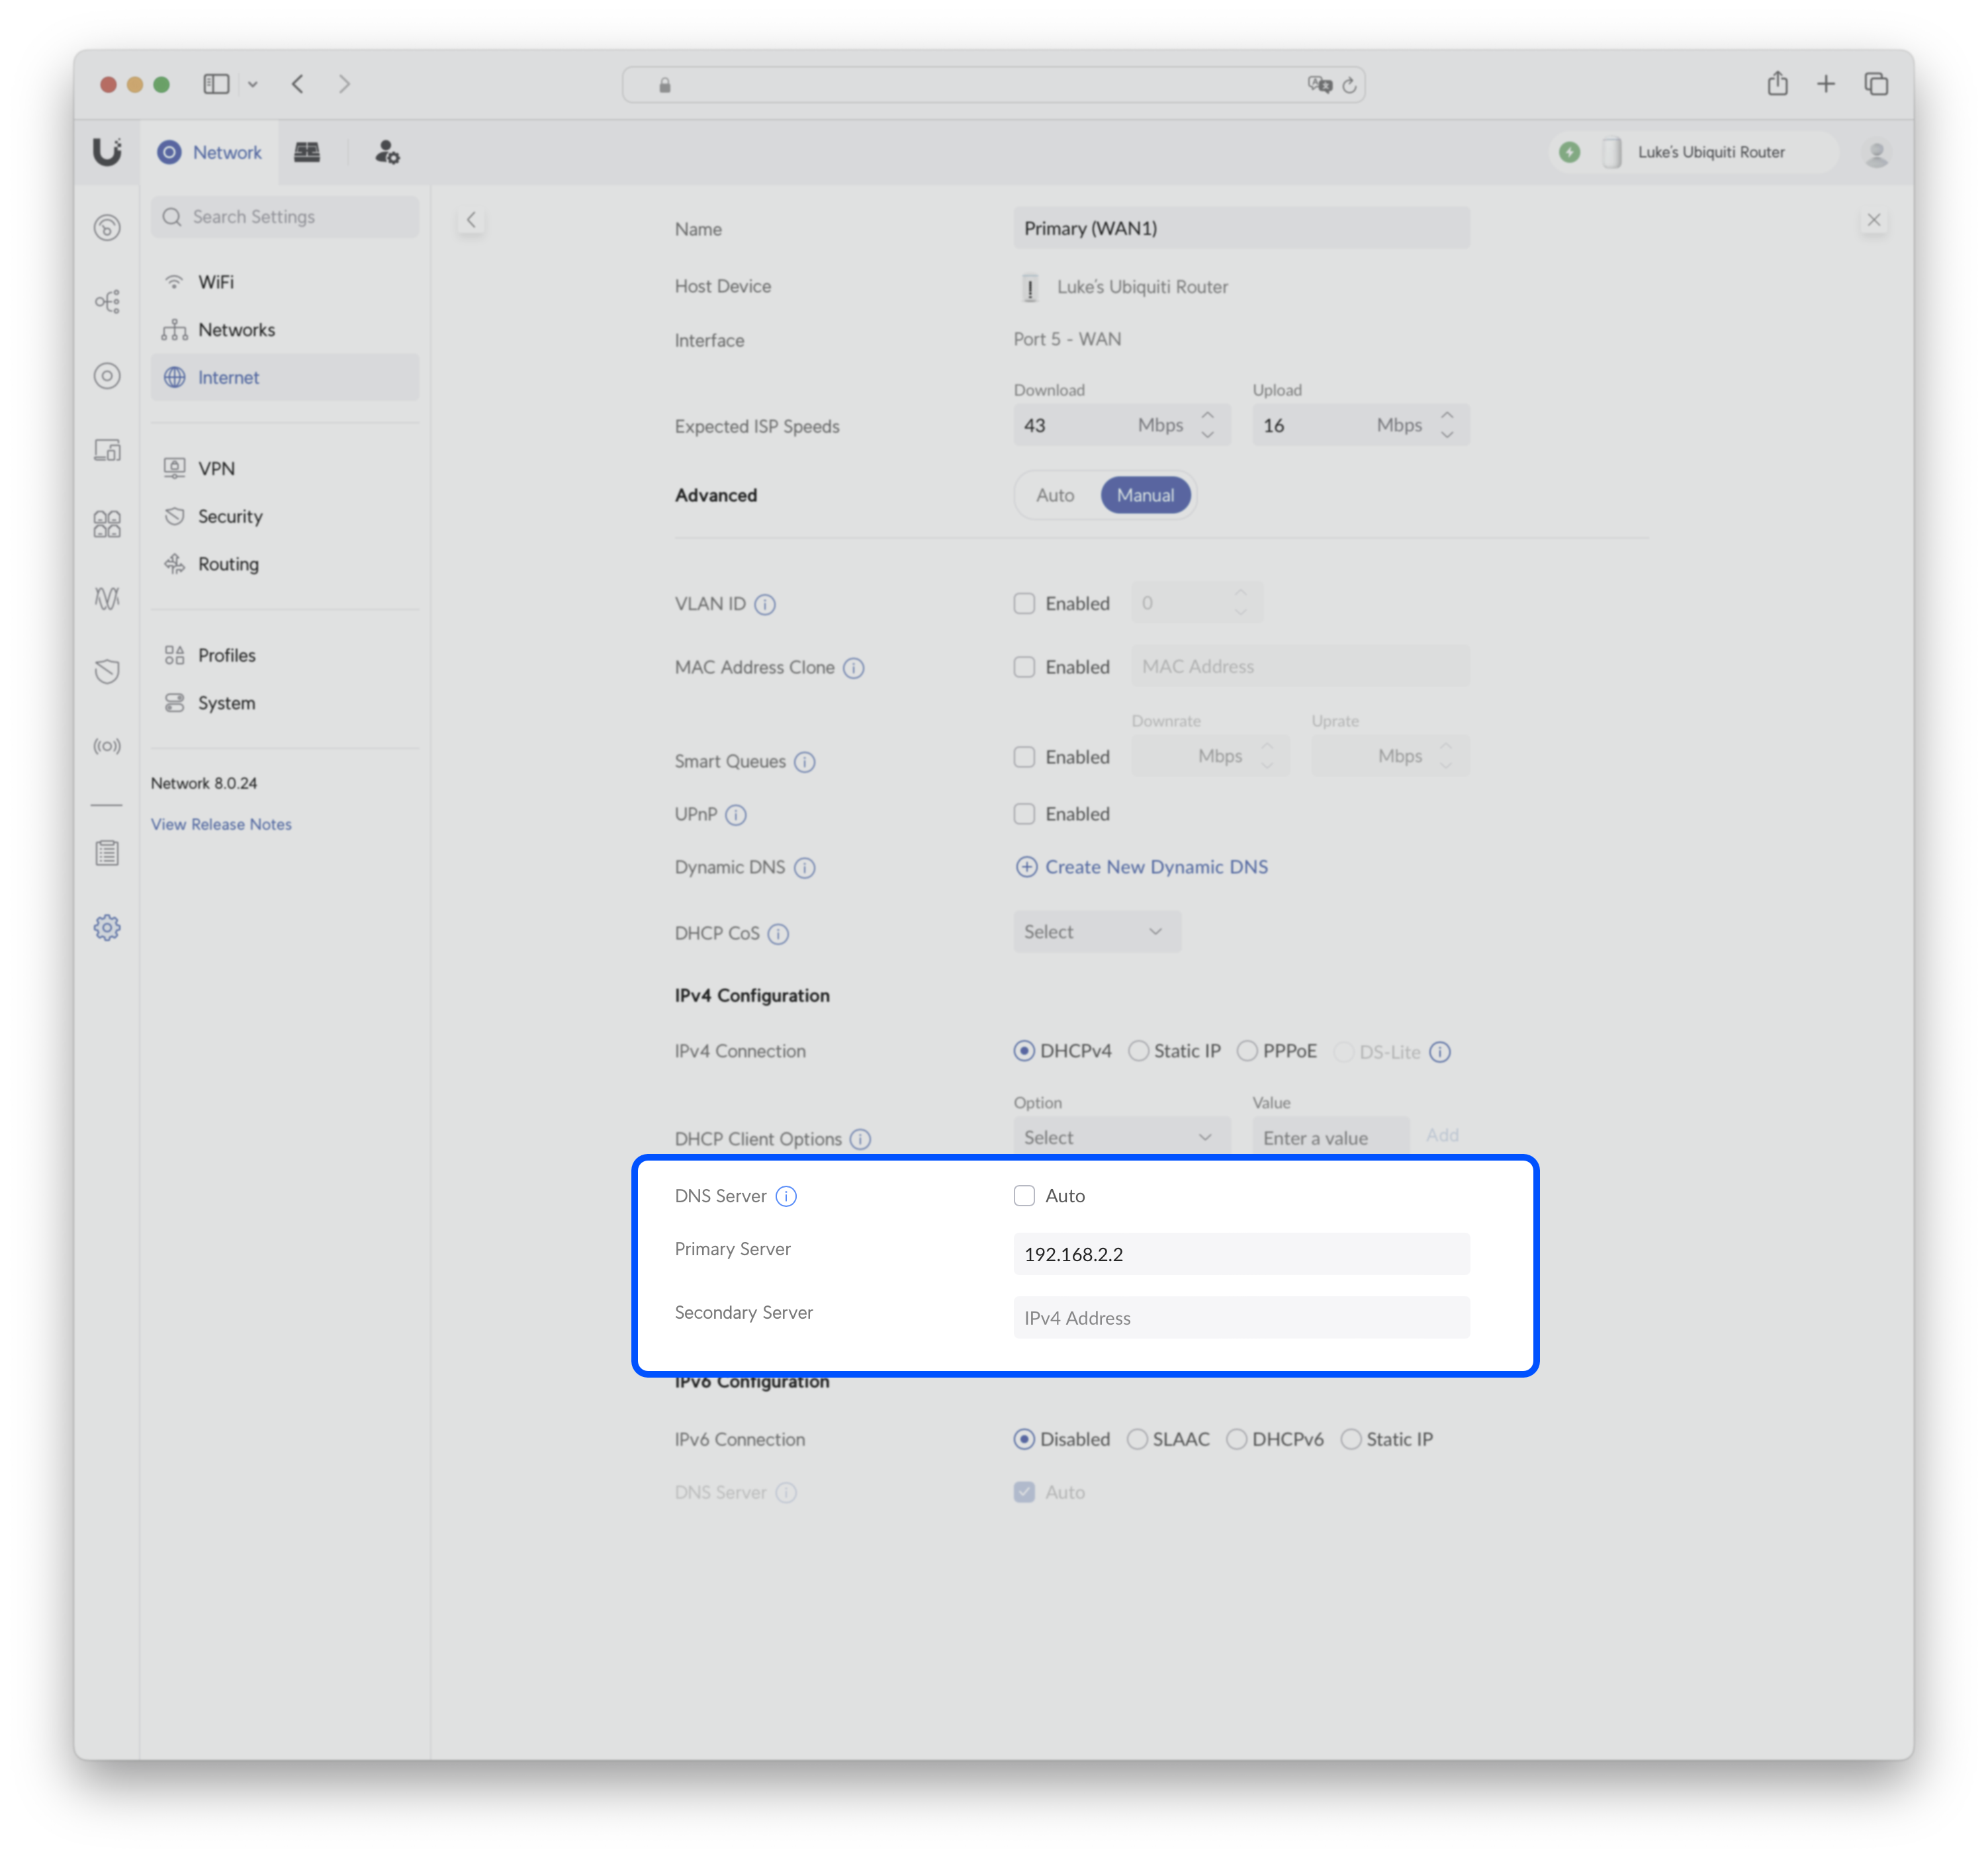 Network
Luke's Ubiquiti Router
Search Settings
WiFi
Networks
Internet
VPN
Security
Routing
Profiles
System
Network 8.0.24
View Release Notes
Name
Primary (WAN1)
Host Device
Luke's Ubiquiti Router
Interface
Port 5 - WAN
Download Upload
Expected ISP Speeds 43 Mbps 16 Mbps
Advanced Auto Manual
VLAN ID Enabled 0
MAC Address Clone Enabled MAC Address
Downrate Uprate
Smart Queues Enabled Mbps Mbps
UPnP Enabled
Dynamic DNS Create New Dynamic DNS
DHCP CoS Select
IPv4 Configuration
IPv4 Connection DHCPv4 Static IP PPPoE DS-Lite
Option Value
DHCP Client Options Select Enter a value Add
DNS Server Auto
Primary Server 192.168.2.2
Secondary Server IPv4 Address
IPv6 Configuration
IPv6 Connection Disabled SLAAC DHCPv6 Static IP
DNS Server Auto